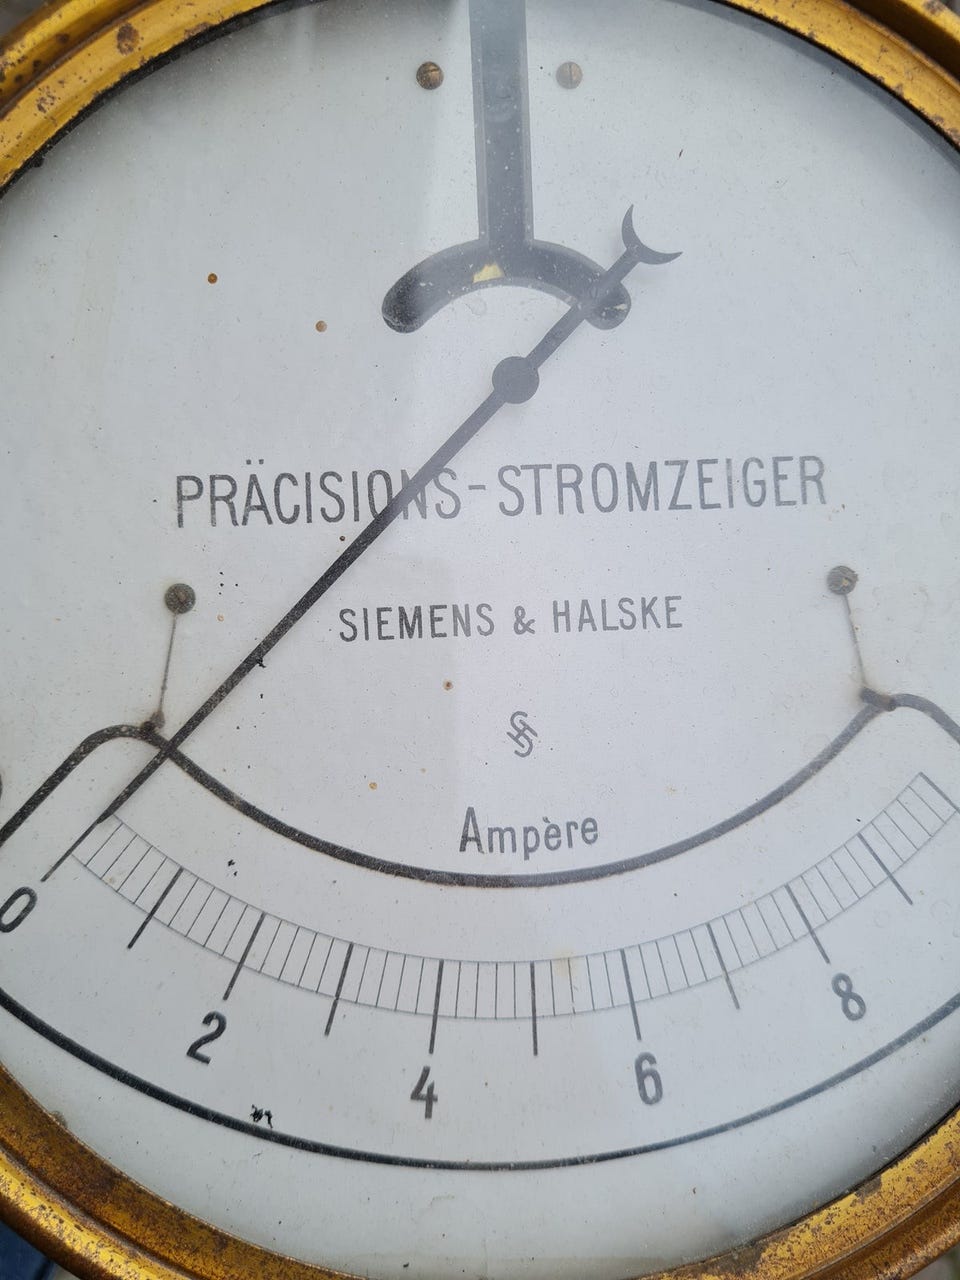 PRÄCISIONS-STROMZEIGER
SIEMENS & HALSKE
Ampère
0 2 4 6 8